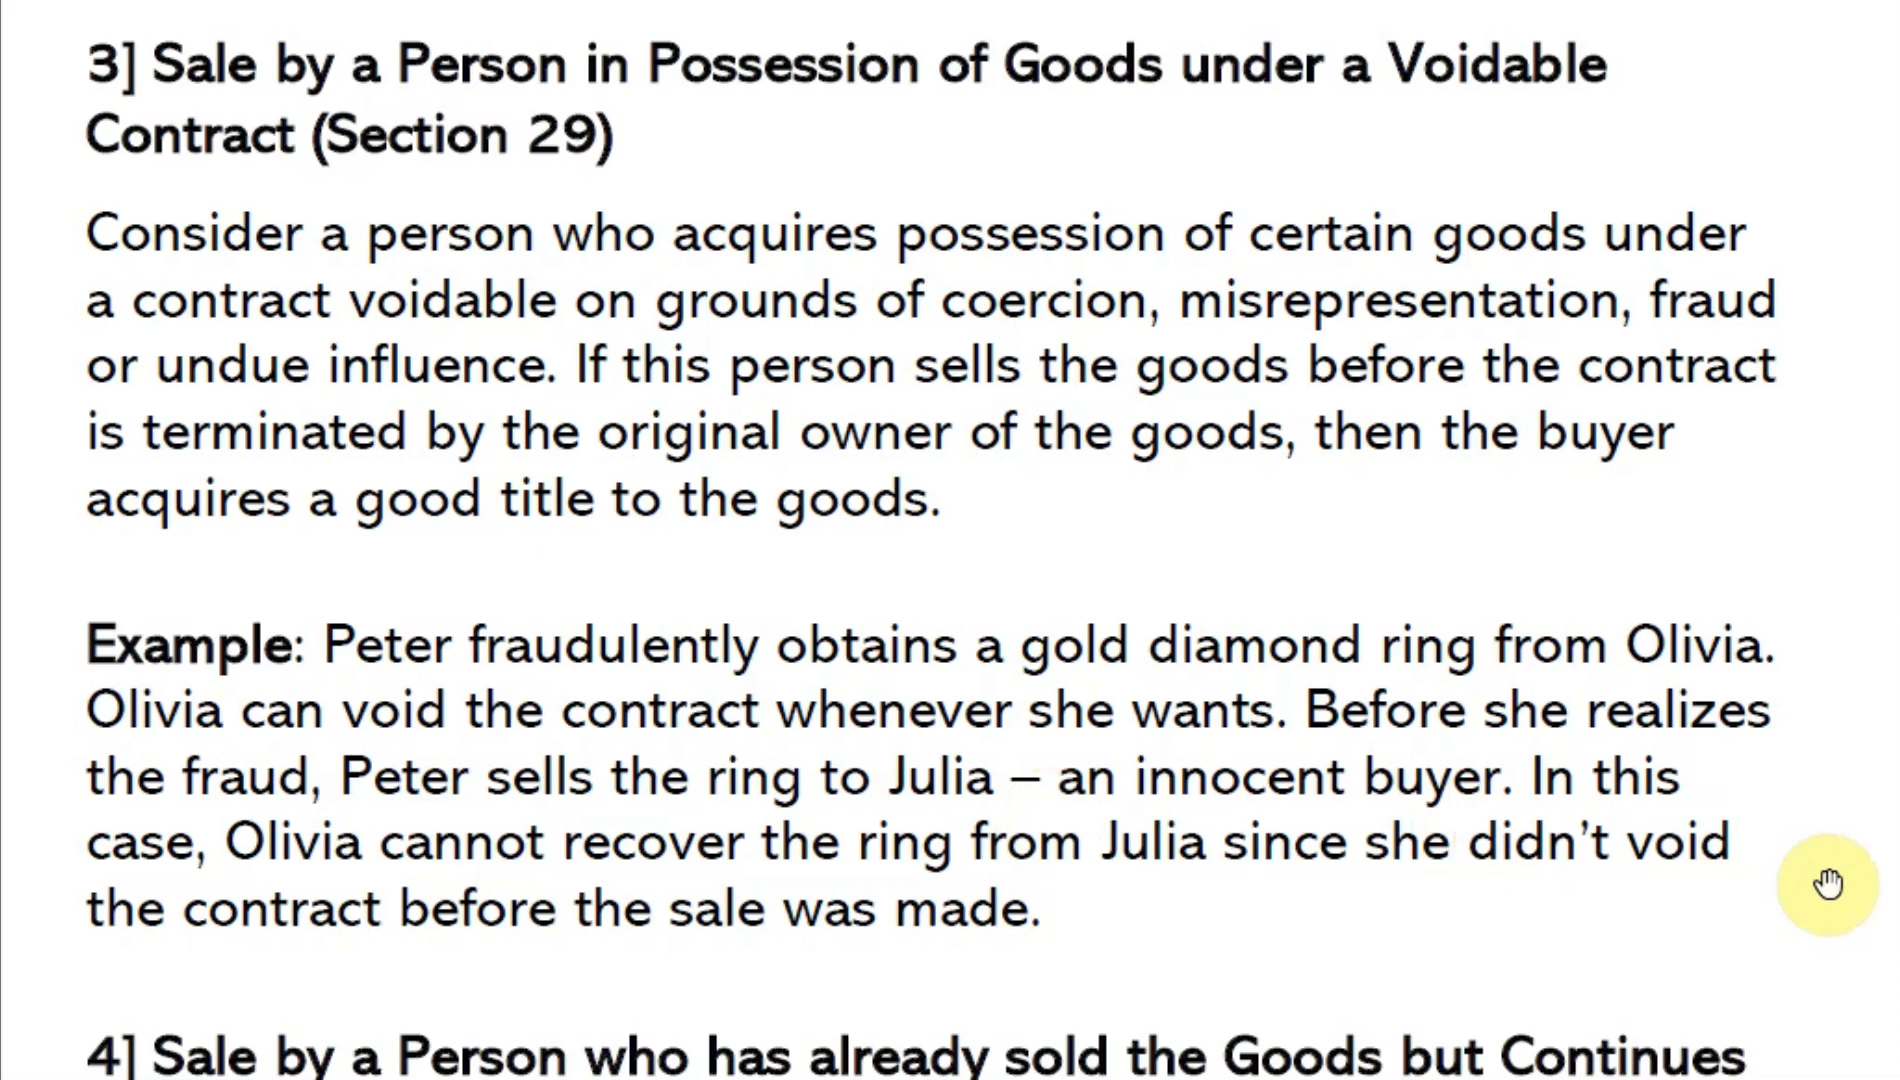 3] Sale by a Person in Possession of Goods under a Voidable
Contract (Section 29)
Consider a person who acquires possession of certain goods under
a contract voidable on grounds of coercion, misrepresentation, fraud
or undue influence. If this person sells the goods before the contract
is terminated by the original owner of the goods, then the buyer
acquires a good title to the goods.
Example: Peter fraudulently obtains a gold diamond ring from Olivia.
Olivia can void the contract whenever she wants. Before she realizes
the fraud, Peter sells the ring to Julia – an innocent buyer. In this
case, Olivia cannot recover the ring from Julia since she didn’t void
the contract before the sale was made.
4] Sale by a Person who has already sold the Goods but Continues